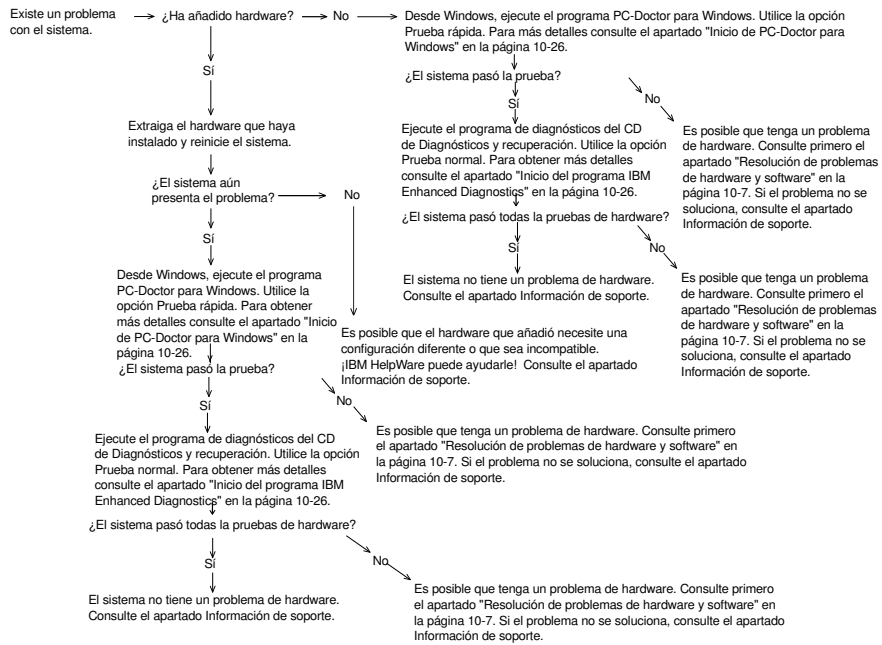 Existe un problema
con el sistema.
¿Ha añadido hardware?
No
Desde Windows, ejecute el programa PC-Doctor para Windows. Utilice la opción
Prueba rápida. Para más detalles consulte el apartado "Inicio de PC-Doctor para
Windows" en la página 10-26.
¿El sistema pasó la prueba?
Sí
No
Ejecute el programa de diagnósticos del CD
de Diagnósticos y recuperación. Utilice la opción
Prueba normal. Para obtener más detalles
consulte el apartado "Inicio del programa IBM
Enhanced Diagnostics" en la página 10-26.
Es posible que tenga un problema
de hardware. Consulte primero el
apartado "Resolución de problemas
de hardware y software" en la
página 10-7. Si el problema no se
soluciona, consulte el apartado
Información de soporte.
¿El sistema pasó todas la pruebas de hardware?
Sí
No
El sistema no tiene un problema de hardware.
Consulte el apartado Información de soporte.
Es posible que tenga un problema
de hardware. Consulte primero el
apartado "Resolución de problemas
de hardware y software" en la
página 10-7. Si el problema no se
soluciona, consulte el apartado
Información de soporte.
Sí
Extraiga el hardware que haya
instalado y reinicie el sistema.
¿El sistema aún
presenta el problema?
No
Es posible que el hardware que añadió necesite una
configuración diferente o que sea incompatible.
¡IBM HelpWare puede ayudarle! Consulte el apartado
Información de soporte.
Sí
Desde Windows, ejecute el programa
PC-Doctor para Windows. Utilice la
opción Prueba rápida. Para obtener
más detalles consulte el apartado "Inicio
de PC-Doctor para Windows" en la
página 10-26.
¿El sistema pasó la prueba?
Sí
No
Es posible que tenga un problema de hardware. Consulte primero
el apartado "Resolución de problemas de hardware y software" en
la página 10-7. Si el problema no se soluciona, consulte el apartado
Información de soporte.
Ejecute el programa de diagnósticos del CD
de Diagnósticos y recuperación. Utilice la opción
Prueba normal. Para obtener más detalles
consulte el apartado "Inicio del programa IBM
Enhanced Diagnostics" en la página 10-26.
¿El sistema pasó todas la pruebas de hardware?
Sí
No
El sistema no tiene un problema de hardware.
Consulte el apartado Información de soporte.
Es posible que tenga un problema de hardware. Consulte primero
el apartado "Resolución de problemas de hardware y software" en
la página 10-7. Si el problema no se soluciona, consulte el apartado
Información de soporte.